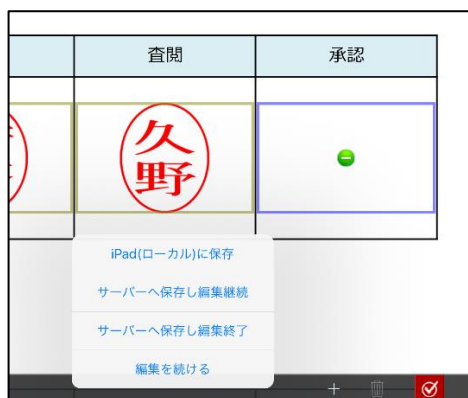 査閲 承認
久野
iPad(ローカル)に保存
サーバーへ保存し編集継続
サーバーへ保存し編集終了
編集を続ける